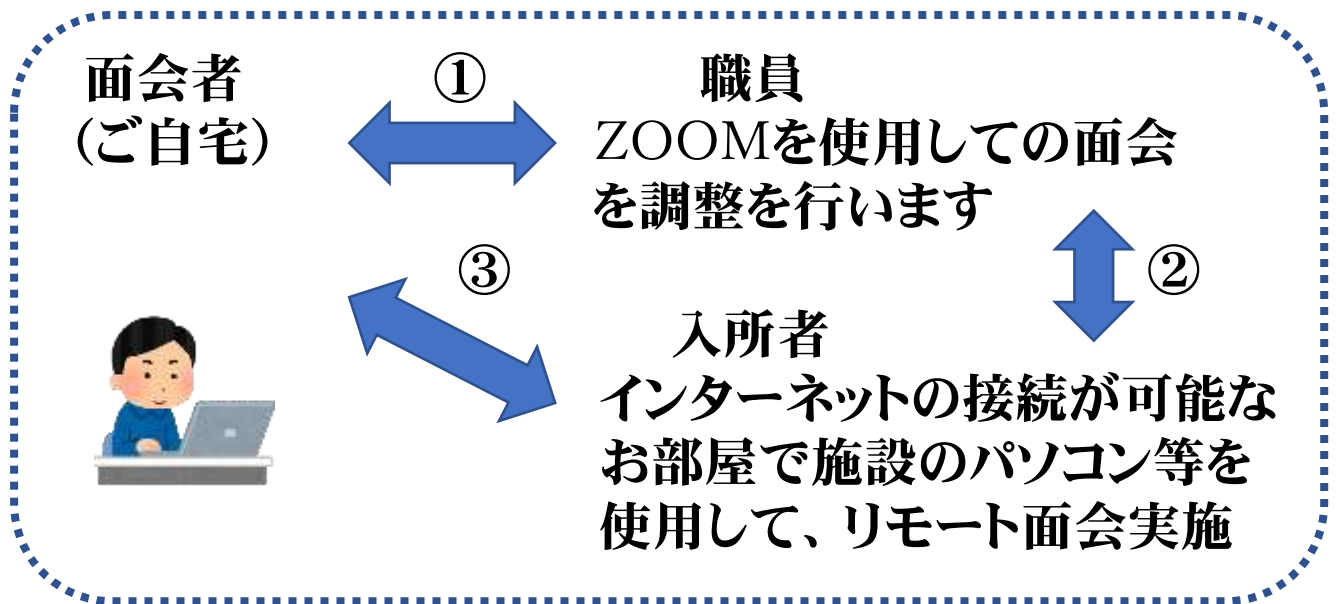 面会者
（ご自宅）
①
職員
ZOOMを使用しての面会
を調整を行います
②
③
入所者
インターネットの接続が可能な
お部屋で施設のパソコン等を
使用して、リモート面会実施